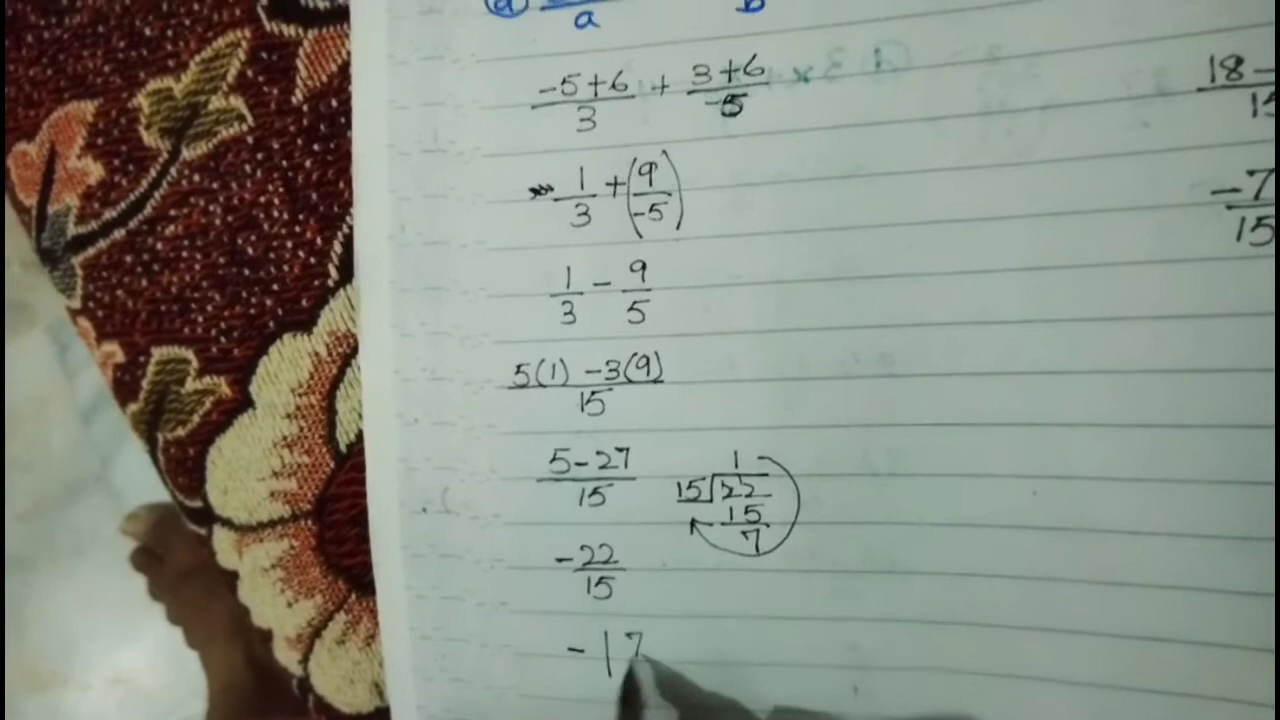 (a) a b
-5+6/3 + 3+6/-5
1/3 + (9/-5)
1/3 - 9/5
5(1) - 3(9)/15
5-27/15
-22/15
-1 7
1
15 22
15
7
18 -
15
-7
15